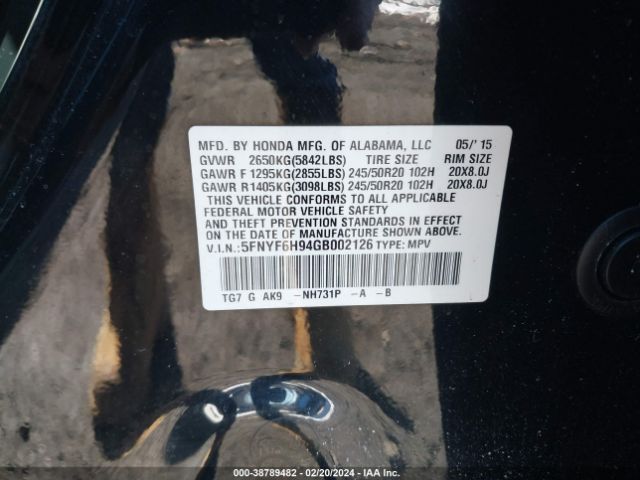 MFD. BY HONDA MFG. OF ALABAMA, LLC 05/'15
GVWR 2650KG(5842LBS) TIRE SIZE RIM SIZE
GAWR F 1295KG(2855LBS) 245/50R20 102H 20X8.0J
GAWR R 1405KG(3098LBS) 245/50R20 102H 20X8.0J
THIS VEHICLE CONFORMS TO ALL APPLICABLE
FEDERAL MOTOR VEHICLE SAFETY
AND THEFT PREVENTION STANDARDS IN EFFECT
ON THE DATE OF MANUFACTURE SHOWN ABOVE.
V.I.N.: 5FNYF6H94GB002126 TYPE: MPV
TG7 G AK9 -NH731P -A -B
000-38789482 - 02/20/2024 - IAA Inc.